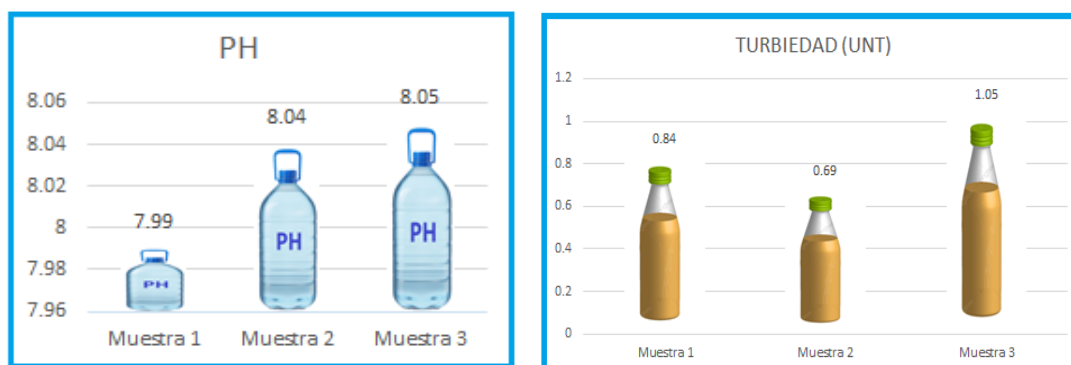 PH
8.06
8.04
8.02
8
7.98
7.96
7.99
8.04
8.05
PH
PH
PH
Muestra 1 Muestra 2 Muestra 3
TURBIEDAD (UNT)
1.2
1
0.8
0.6
0.4
0.2
0
0.84
0.69
1.05
Muestra 1 Muestra 2 Muestra 3